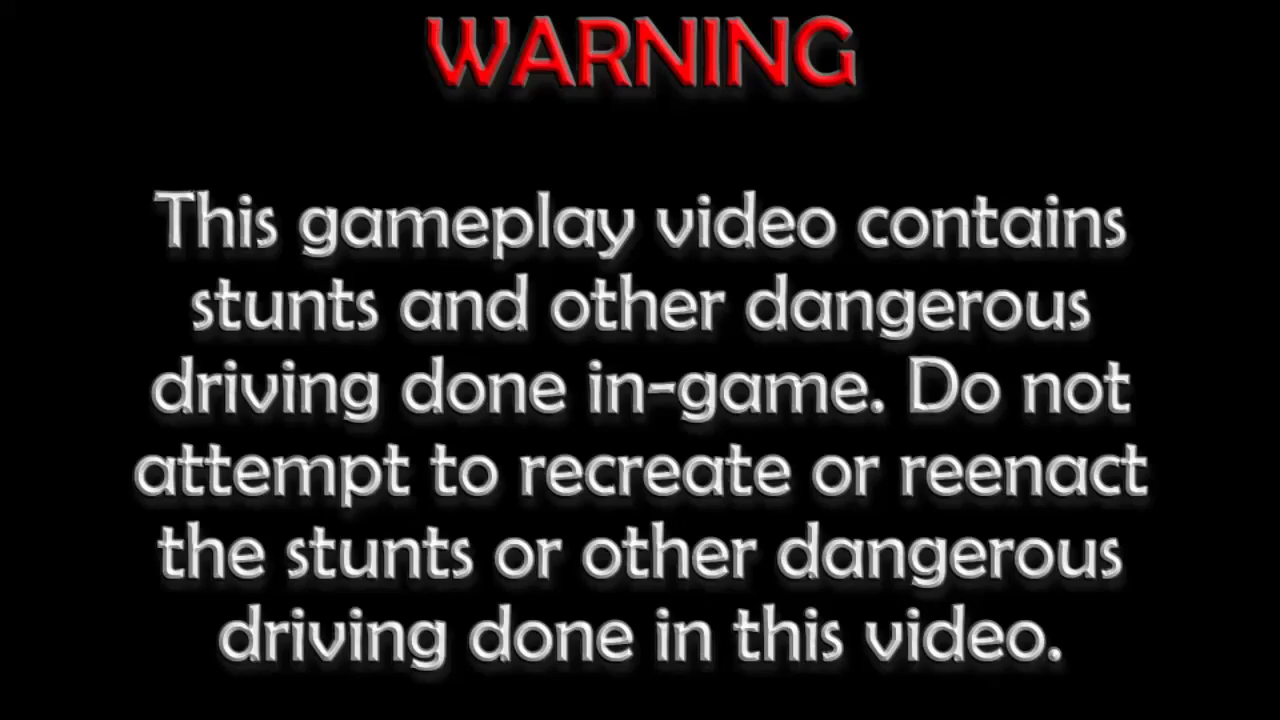 WARNING
This gameplay video contains
stunts and other dangerous
driving done in-game. Do not
attempt to recreate or reenact
the stunts or other dangerous
driving done in this video.